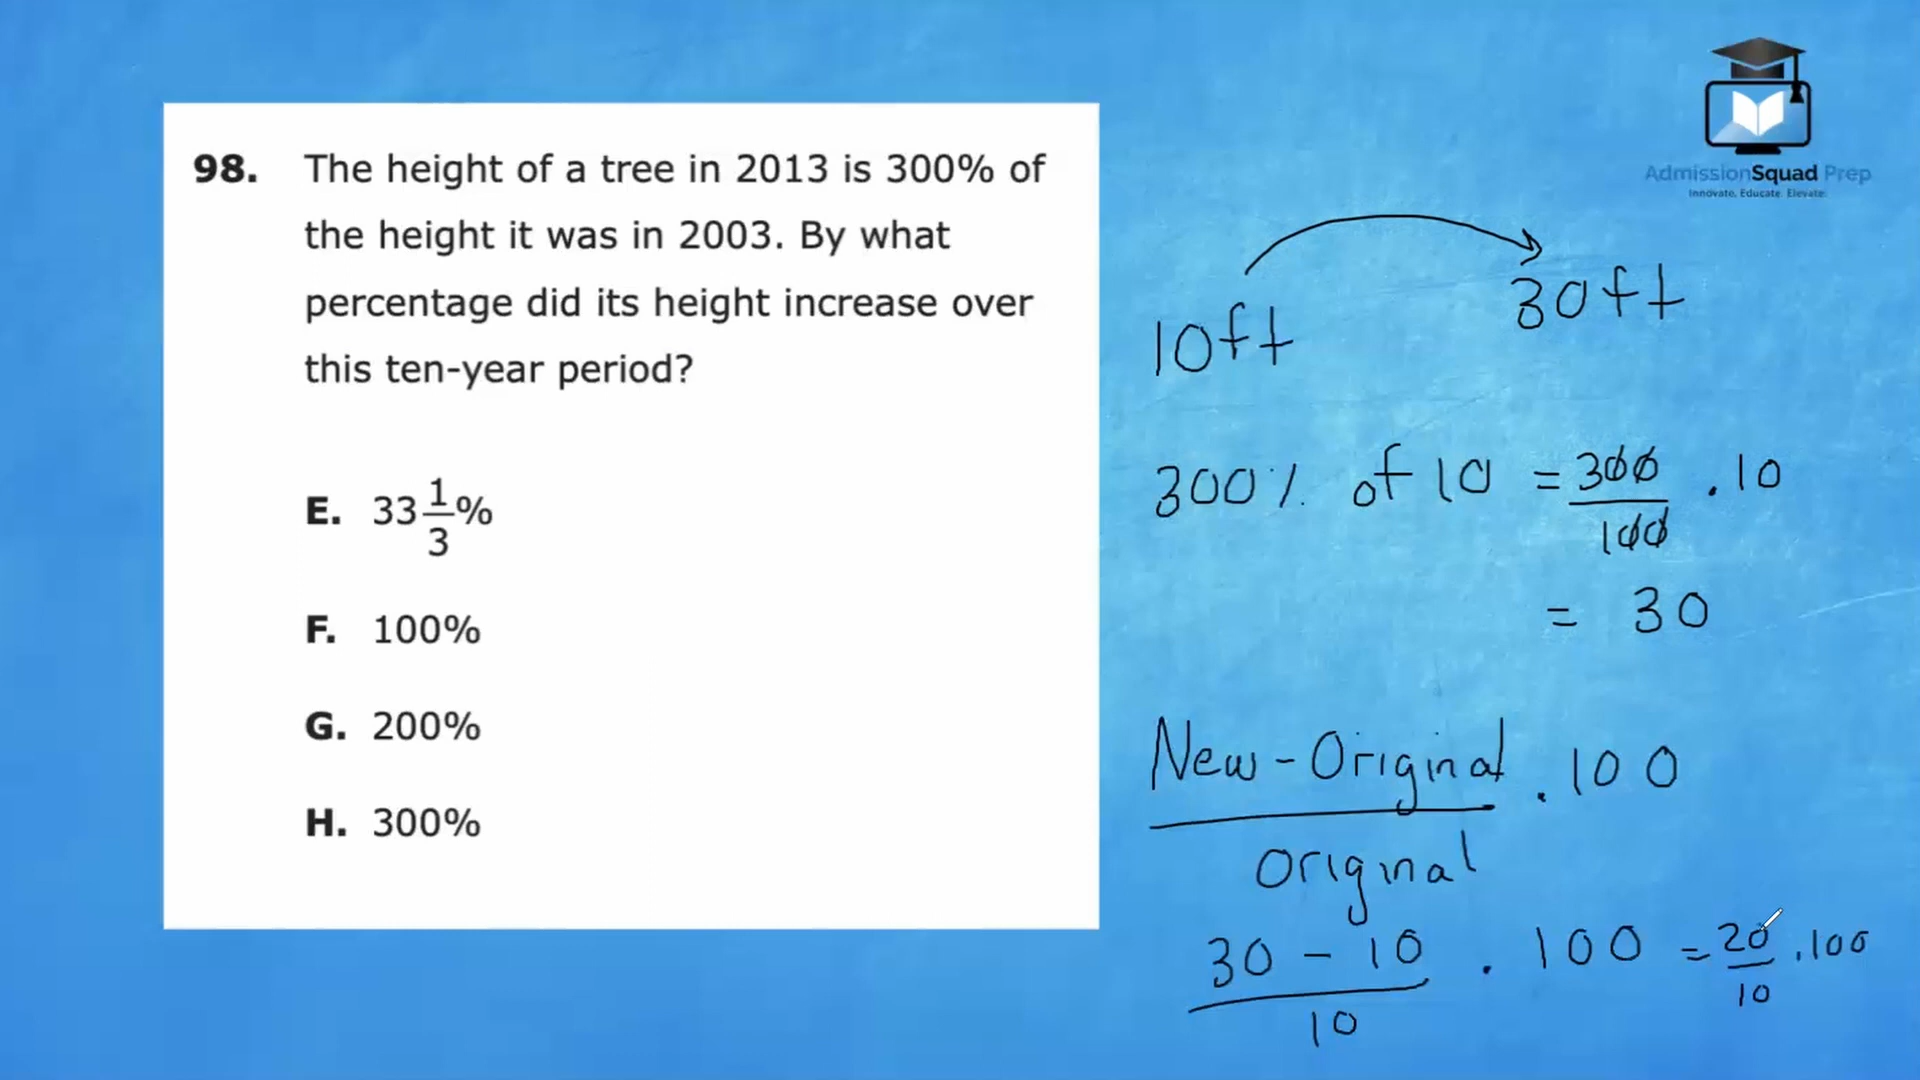 98. The height of a tree in 2013 is 300% of
the height it was in 2003. By what
percentage did its height increase over
this ten-year period?
E. 33 1/3 %
F. 100%
G. 200%
H. 300%
AdmissionSquad Prep
Innovate. Educate. Elevate.
10ft
30ft
300% of 10 = 300/100 . 10
= 30
New - Original / Original . 100
30 - 10 / 10 . 100 = 20/10 . 100